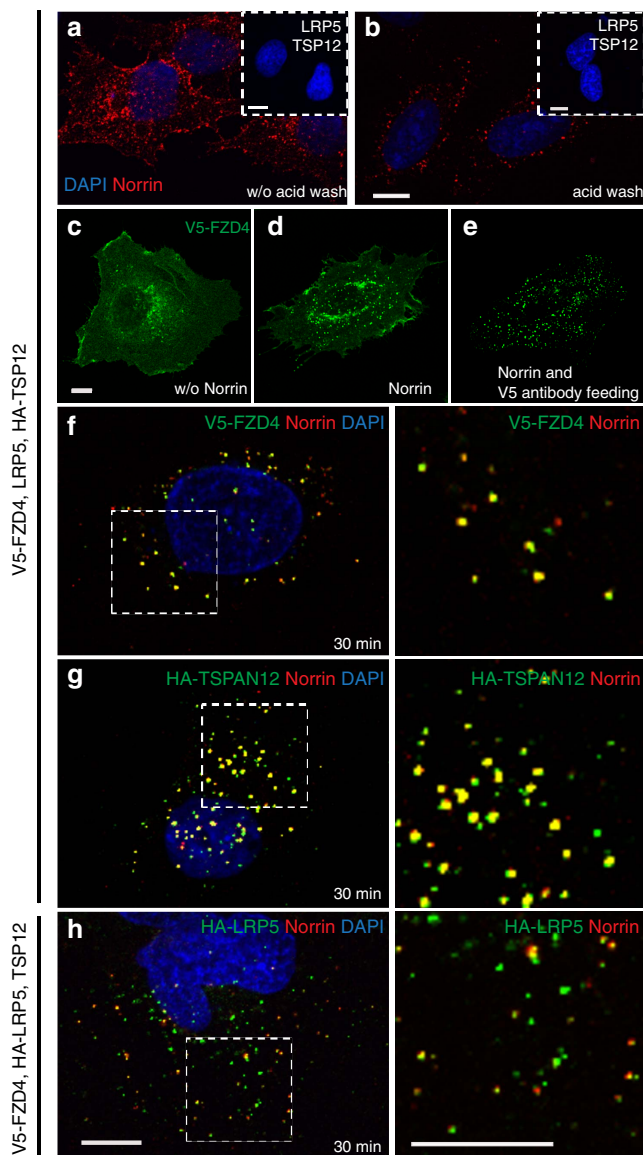 a
LRP5
TSP12
DAPI Norrin
w/o acid wash
b
LRP5
TSP12
acid wash
c
V5-FZD4
w/o Norrin
d
Norrin
e
Norrin and
V5 antibody feeding
V5-FZD4, LRP5, HA-TSP12
f
V5-FZD4 Norrin DAPI
30 min
V5-FZD4 Norrin
g
HA-TSPAN12 Norrin DAPI
30 min
HA-TSPAN12 Norrin
V5-FZD4, HA-LRP5, TSP12
h
HA-LRP5 Norrin DAPI
30 min
HA-LRP5 Norrin